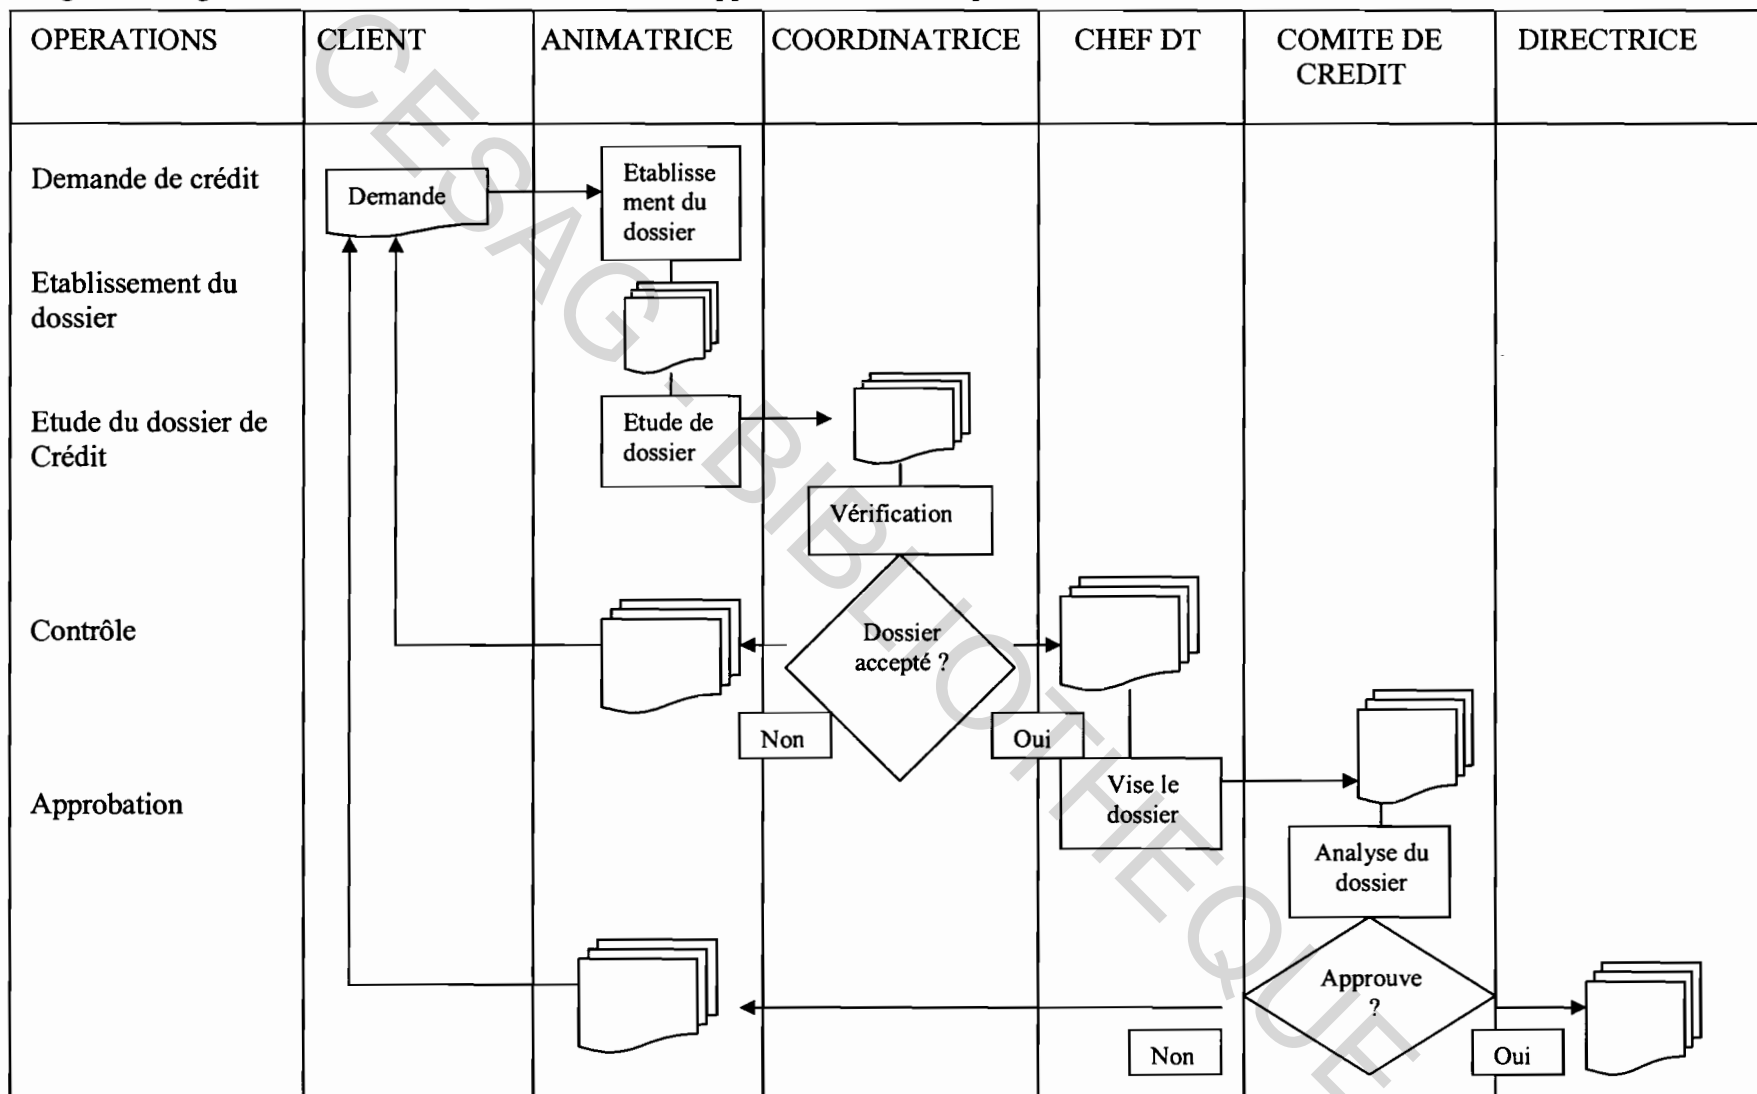 OPERATIONS
CLIENT
ANIMATRICE
COORDINATRICE
CHEF DT
COMITE DE
CREDIT
DIRECTRICE
Demande de crédit
Demande
Etablisse
ment du
dossier
Etablissement du
dossier
Etude du dossier de
Crédit
Etude de
dossier
Vérification
Contrôle
Dossier
accepté ?
Non
Oui
Approbation
Vise le
dossier
Analyse du
dossier
Approuve
?
Non
Oui
CESAG - BIBLIOTHEQUE